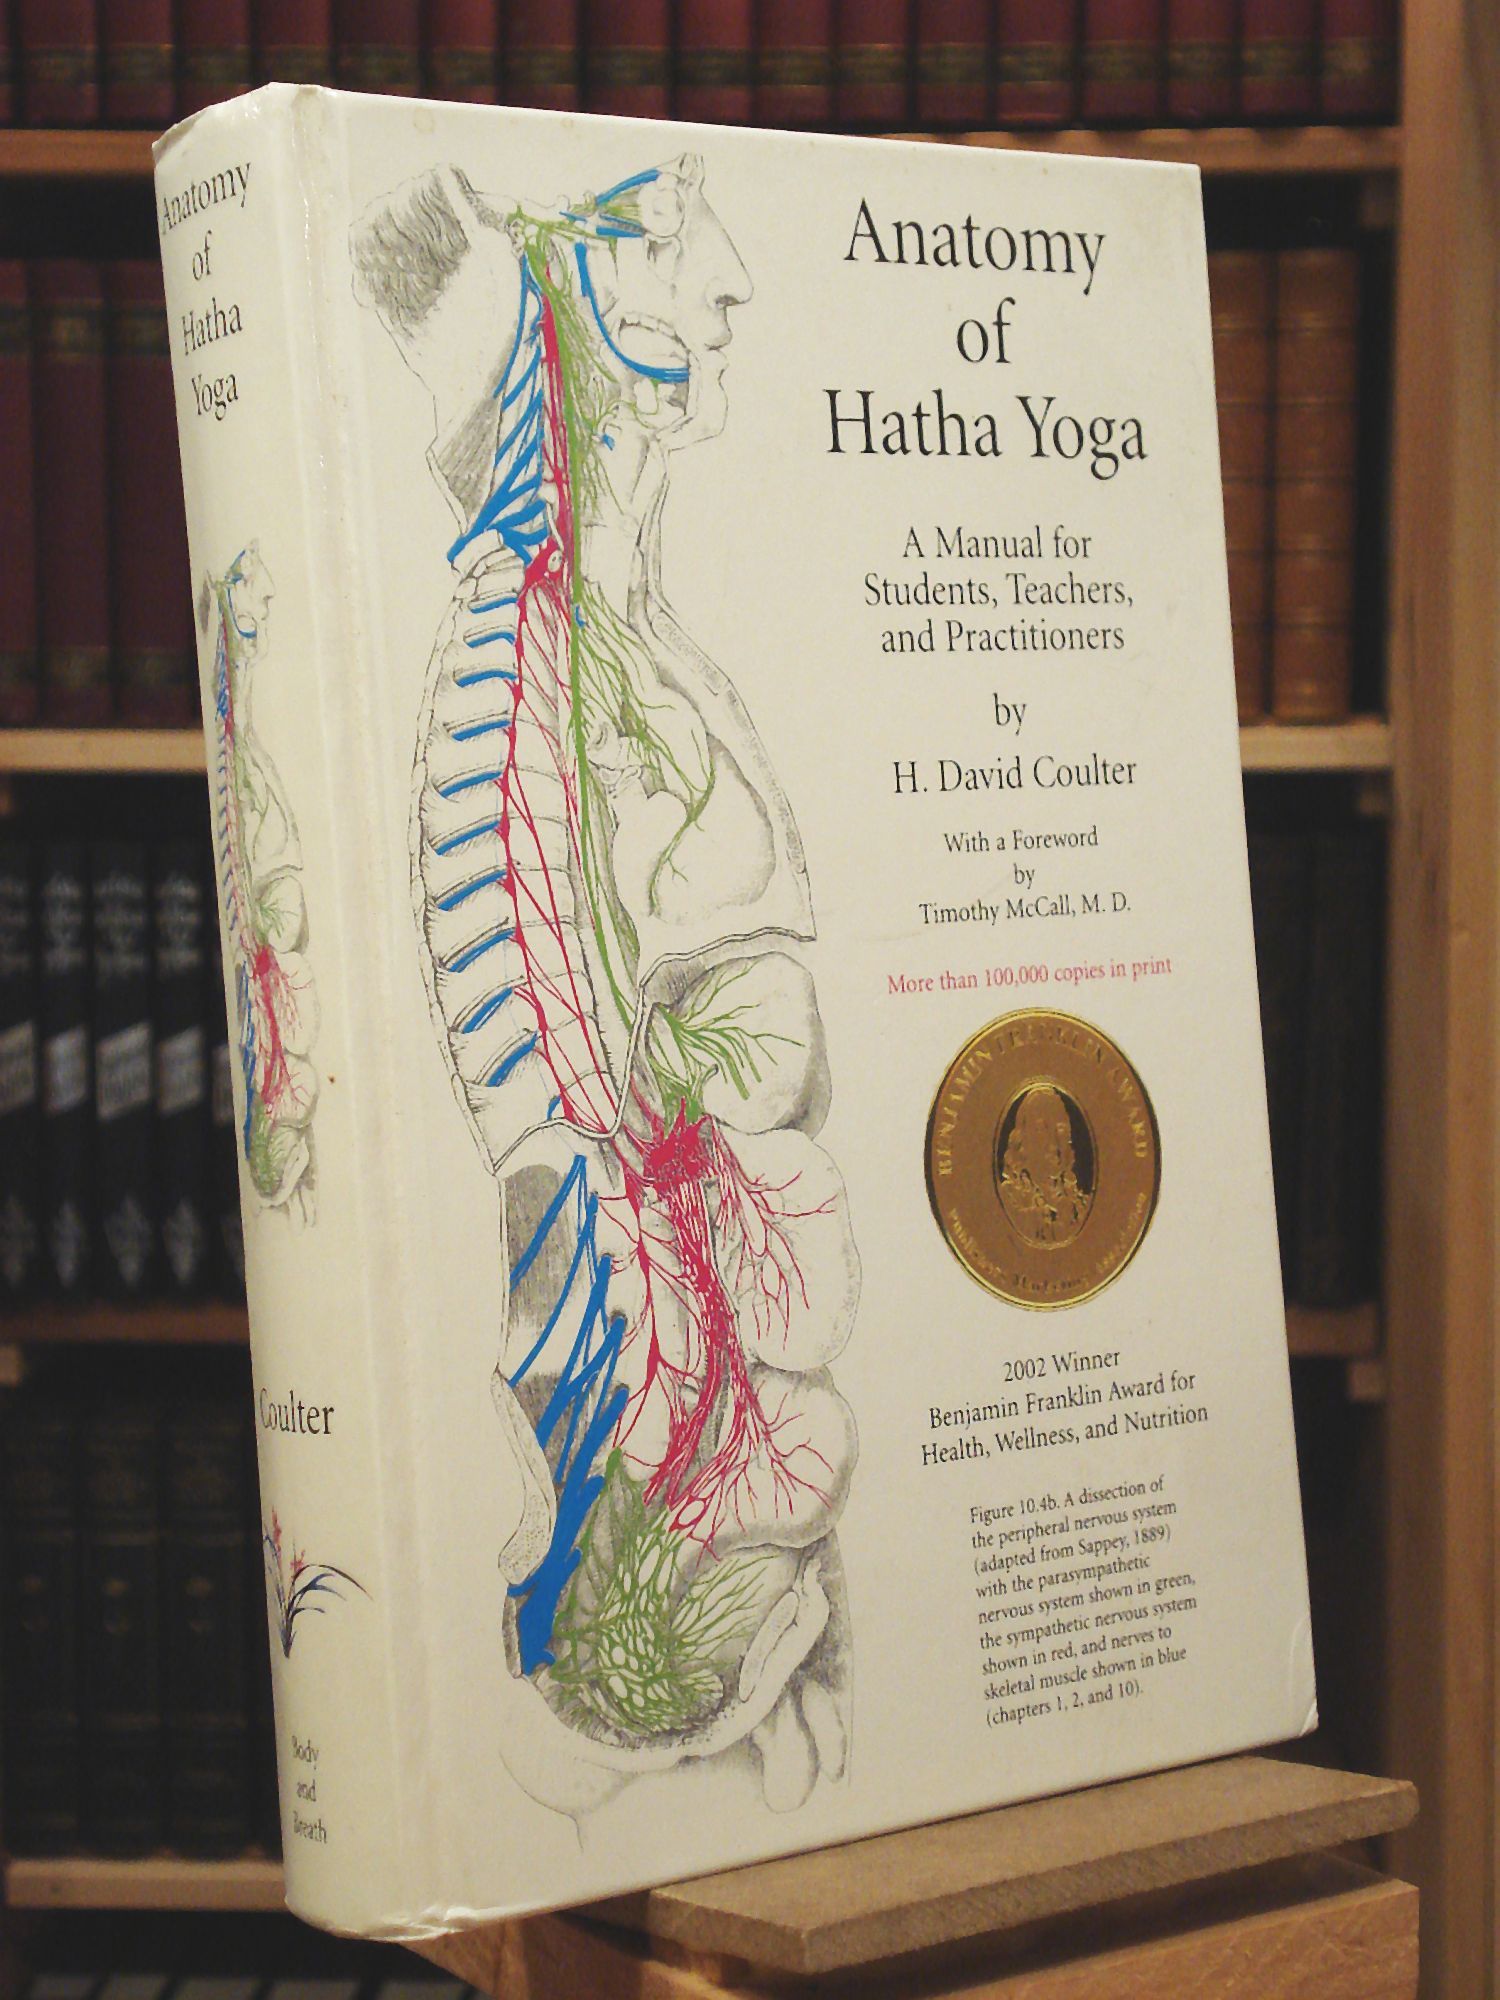 Anatomy
of
Hatha
Yoga
Coulter
Body
and
Breath
Anatomy
of
Hatha Yoga
A Manual for
Students, Teachers,
and Practitioners
by
H. David Coulter
With a Foreword
by
Timothy McCall, M. D.
More than 100,000 copies in print
BENJAMIN FRANKLIN AWARD
Publishers Marketing Association
2002 Winner
Benjamin Franklin Award for
Health, Wellness, and Nutrition
Figure 10.4b. A dissection of
the peripheral nervous system
(adapted from Sappey, 1889)
with the parasympathetic
nervous system shown in green,
the sympathetic nervous system
shown in red, and nerves to
skeletal muscle shown in blue
(chapters 1, 2, and 10).